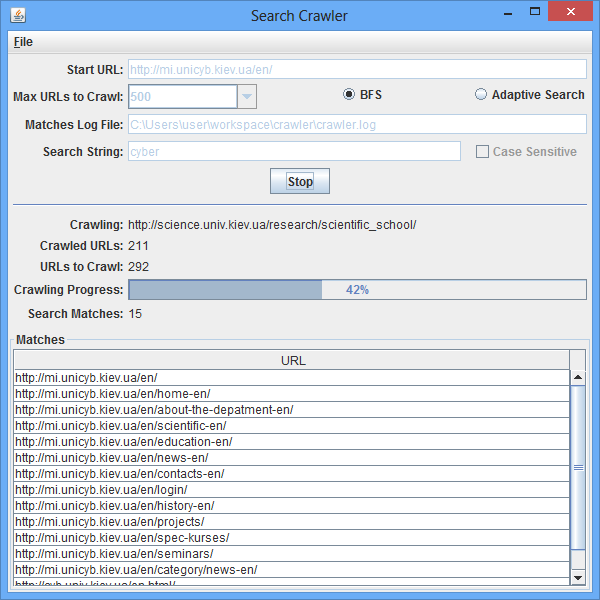 Search Crawler
File
Start URL: http://mi.unicyb.kiev.ua/en/
Max URLs to Crawl: 500 BFS Adaptive Search
Matches Log File: C:\Users\user\workspace\crawler\crawler.log
Search String: cyber Case Sensitive
Stop
Crawling: http://science.univ.kiev.ua/research/scientific_school/
Crawled URLs: 211
URLs to Crawl: 292
Crawling Progress: 42%
Search Matches: 15
Matches
URL
http://mi.unicyb.kiev.ua/en/
http://mi.unicyb.kiev.ua/en/home-en/
http://mi.unicyb.kiev.ua/en/about-the-depatment-en/
http://mi.unicyb.kiev.ua/en/scientific-en/
http://mi.unicyb.kiev.ua/en/education-en/
http://mi.unicyb.kiev.ua/en/news-en/
http://mi.unicyb.kiev.ua/en/contacts-en/
http://mi.unicyb.kiev.ua/en/login/
http://mi.unicyb.kiev.ua/en/history-en/
http://mi.unicyb.kiev.ua/en/projects/
http://mi.unicyb.kiev.ua/en/spec-kurses/
http://mi.unicyb.kiev.ua/en/seminars/
http://mi.unicyb.kiev.ua/en/category/news-en/